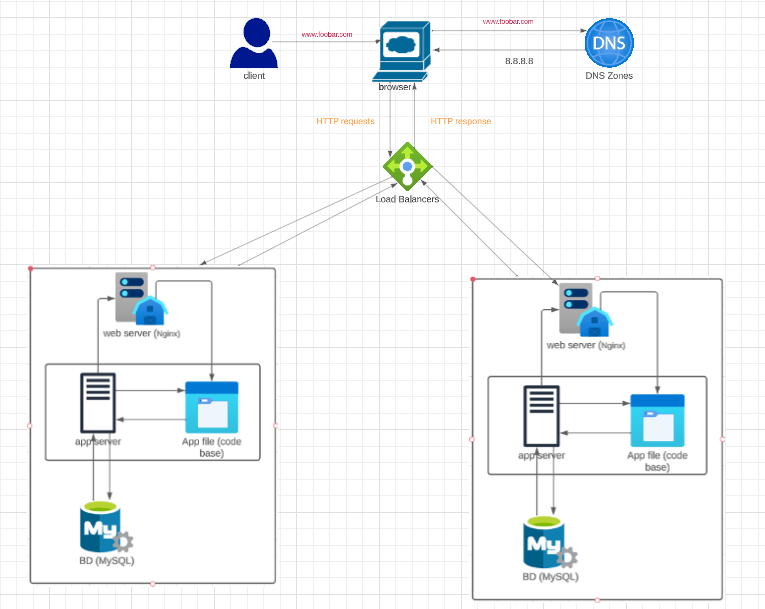 www.foobar.com
www.foobar.com
DNS
8.8.8.8
client
browser
DNS Zones
HTTP requests
HTTP response
Load Balancers
web server (Nginx)
app server
App file (code
base)
My
BD (MySQL)
web server (Nginx)
app server
App file (code
base)
My
BD (MySQL)